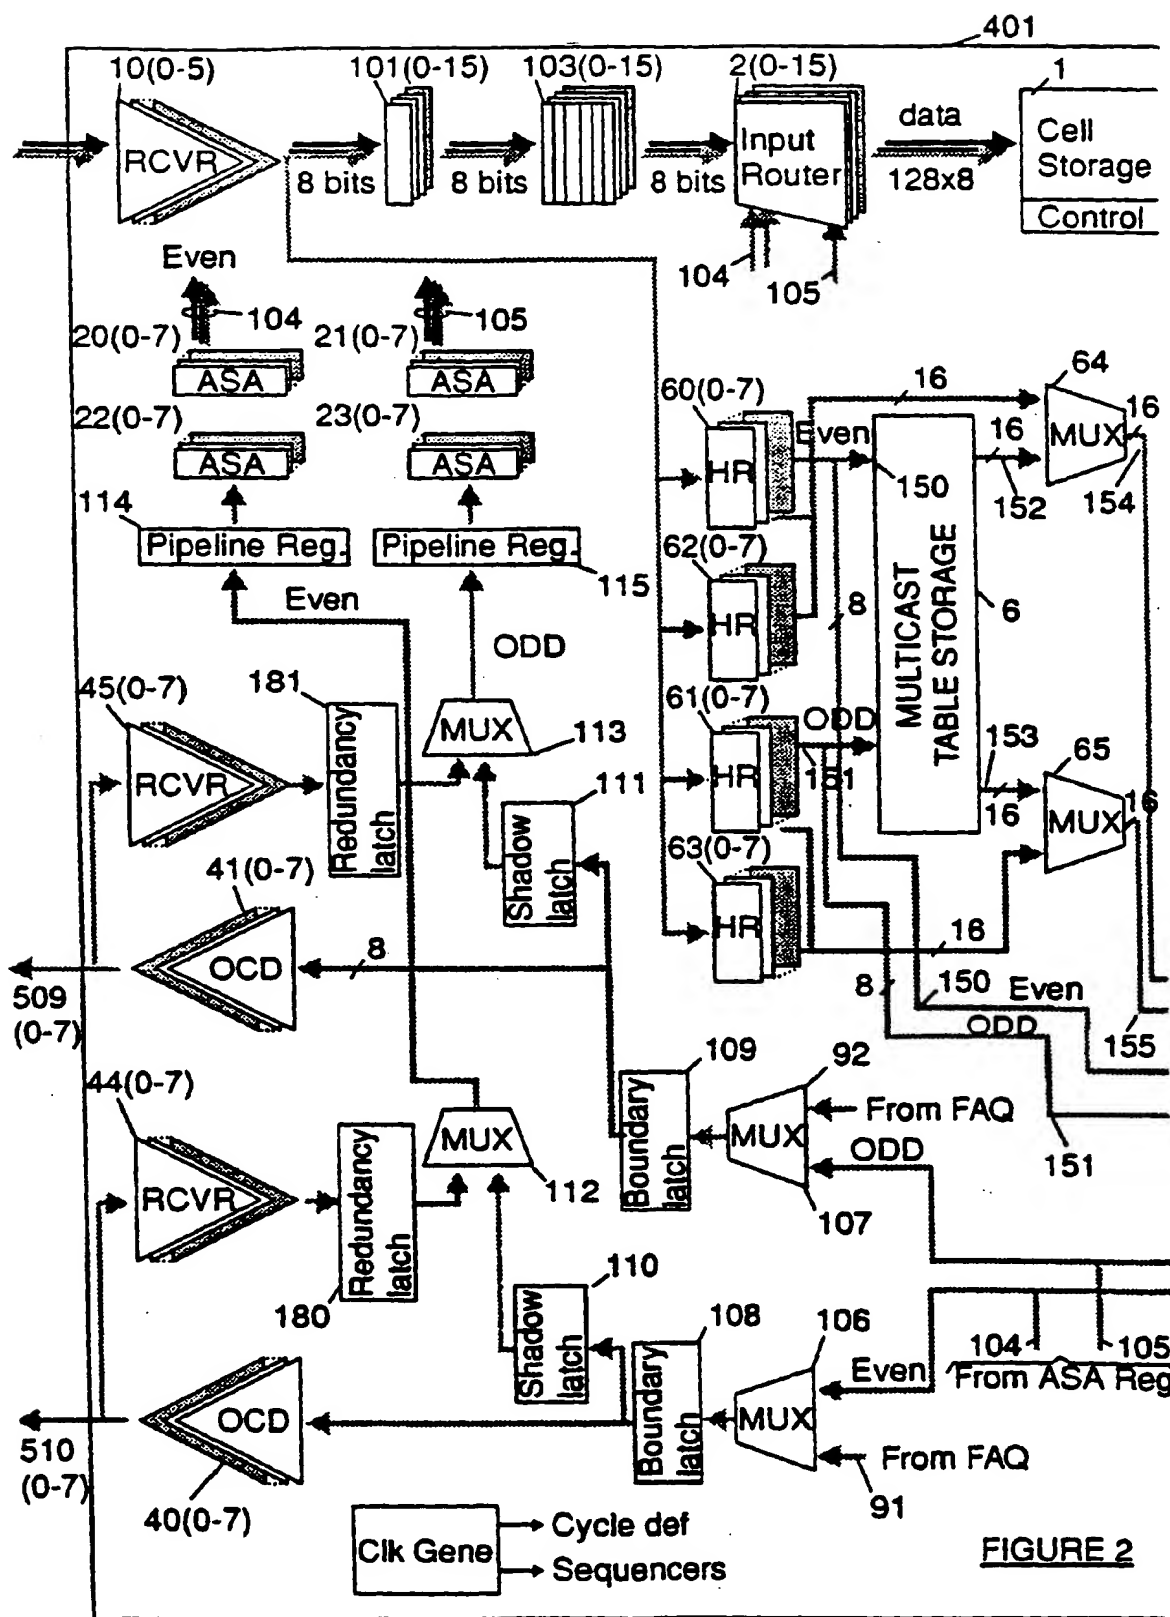 401
10(0-5)
101(0-15)
103(0-15)
2(0-15)
1
RCVR
8 bits
8 bits
8 bits
Input
Router
data
128x8
Cell
Storage
Control
104
105
Even
104
105
20(0-7)
21(0-7)
ASA
ASA
22(0-7)
23(0-7)
ASA
ASA
114
Pipeline Reg.
Pipeline Reg.
115
Even
ODD
60(0-7)
HR
Even
16
64
MUX
16
16
150
152
154
62(0-7)
HR
8
MULTICAST
TABLE STORAGE
6
61(0-7)
HR
ODD
151
153
16
65
MUX
16
63(0-7)
HR
16
8
150
Even
ODD
155
151
45(0-7)
RCVR
181
Redundancy
latch
MUX
113
111
Shadow
latch
41(0-7)
OCD
8
509
(0-7)
44(0-7)
RCVR
Redundancy
latch
180
MUX
112
109
Boundary
latch
92
MUX
From FAQ
ODD
107
110
Shadow
latch
108
Boundary
latch
106
MUX
Even
104
105
From ASA Reg
From FAQ
91
OCD
510
(0-7)
40(0-7)
Clk Gene
Cycle def
Sequencers
FIGURE 2